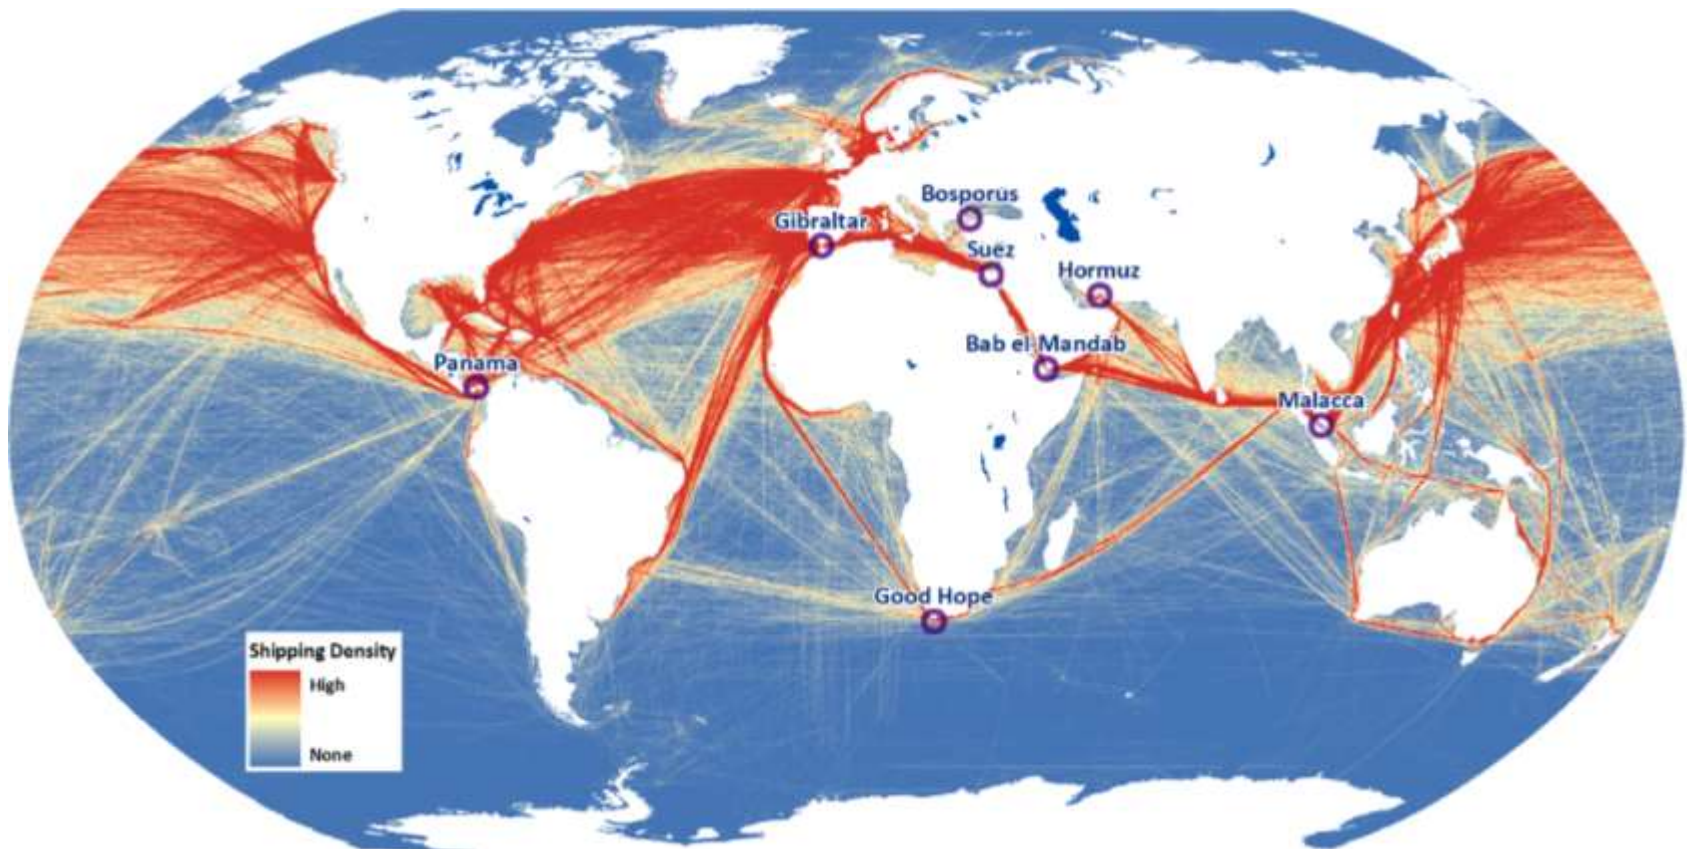 Bosporus
Gibraltar
Suez
Hormuz
Bab el Mandab
Panama
Malacca
Good Hope
Shipping Density
High
None